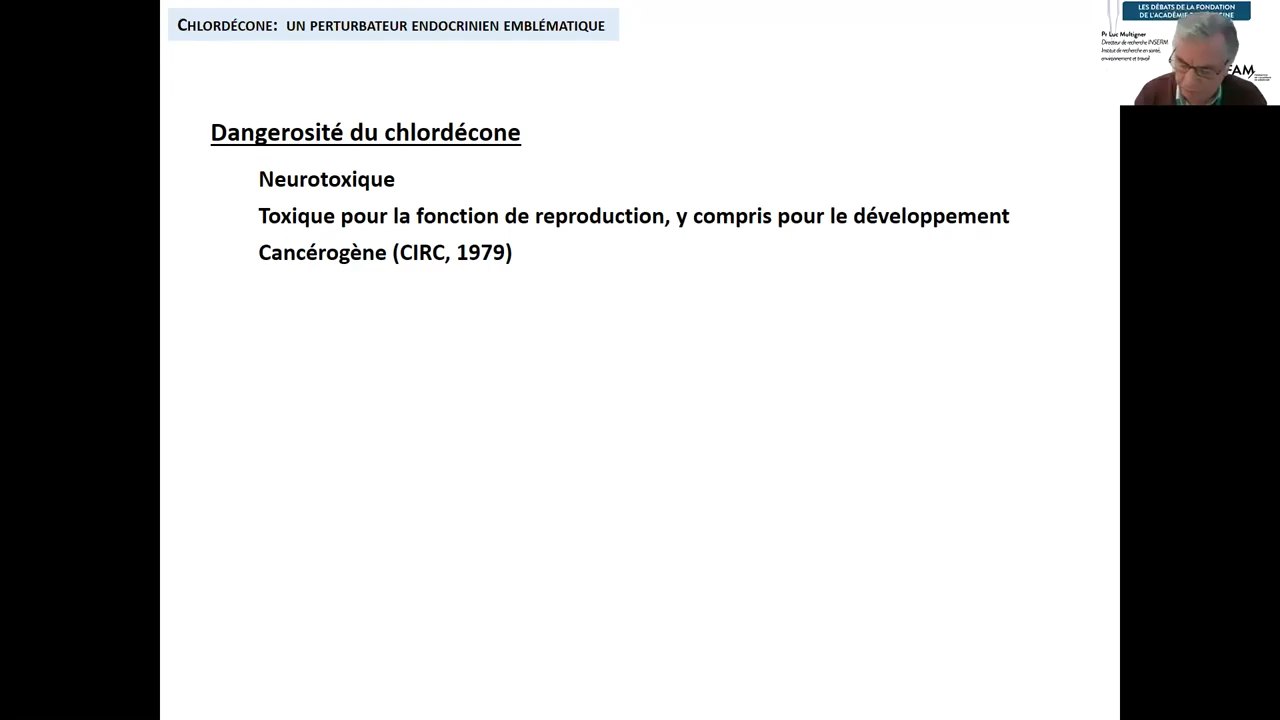 CHLORDÉCONE: UN PERTURBATEUR ENDOCRINIEN EMBLÉMATIQUE
LES DÉBATS DE LA FONDATION
DE L'ACADÉMIE
Pr Luc Multigner
Directeur de recherche INSERM
Institut de recherche en santé,
environnement et travail
Dangerosité du chlordécone
Neurotoxique
Toxique pour la fonction de reproduction, y compris pour le développement
Cancérogène (CIRC, 1979)